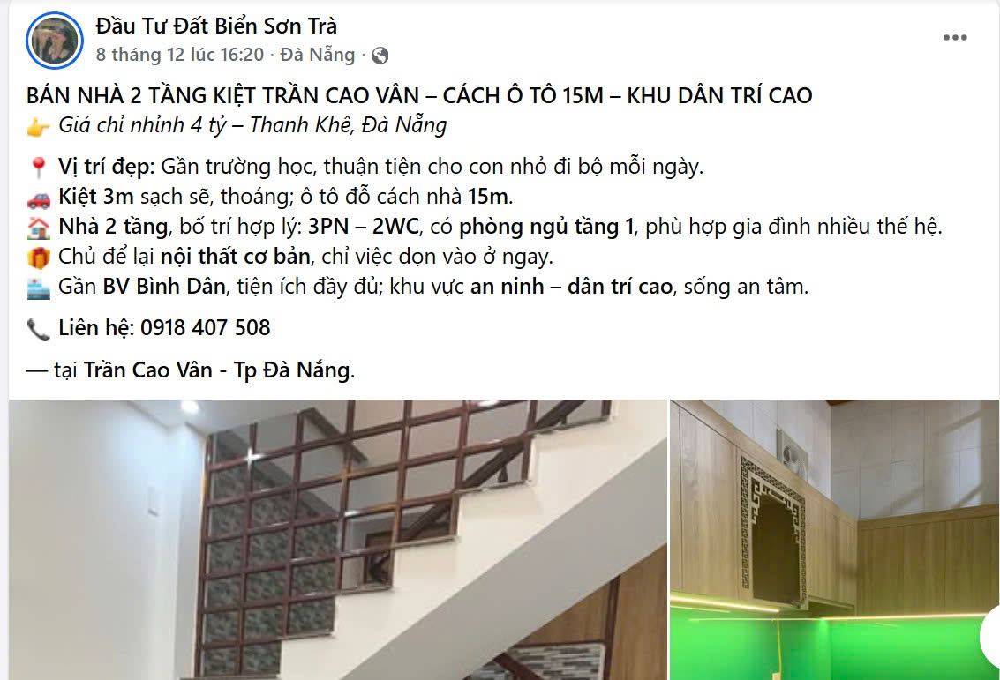 Đầu Tư Đất Biển Sơn Trà
8 tháng 12 lúc 16:20 · Đà Nẵng ·
BÁN NHÀ 2 TẦNG KIỆT TRẦN CAO VÂN – CÁCH Ô TÔ 15M – KHU DÂN TRÍ CAO
👉 Giá chỉ nhỉnh 4 tỷ – Thanh Khê, Đà Nẵng
📍 Vị trí đẹp: Gần trường học, thuận tiện cho con nhỏ đi bộ mỗi ngày.
🚗 Kiệt 3m sạch sẽ, thoáng; ô tô đỗ cách nhà 15m.
🏠 Nhà 2 tầng, bố trí hợp lý: 3PN – 2WC, có phòng ngủ tầng 1, phù hợp gia đình nhiều thế hệ.
🎁 Chủ để lại nội thất cơ bản, chỉ việc dọn vào ở ngay.
🏥 Gần BV Bình Dân, tiện ích đầy đủ; khu vực an ninh – dân trí cao, sống an tâm.
📞 Liên hệ: 0918 407 508
— tại Trần Cao Vân - Tp Đà Nắng.